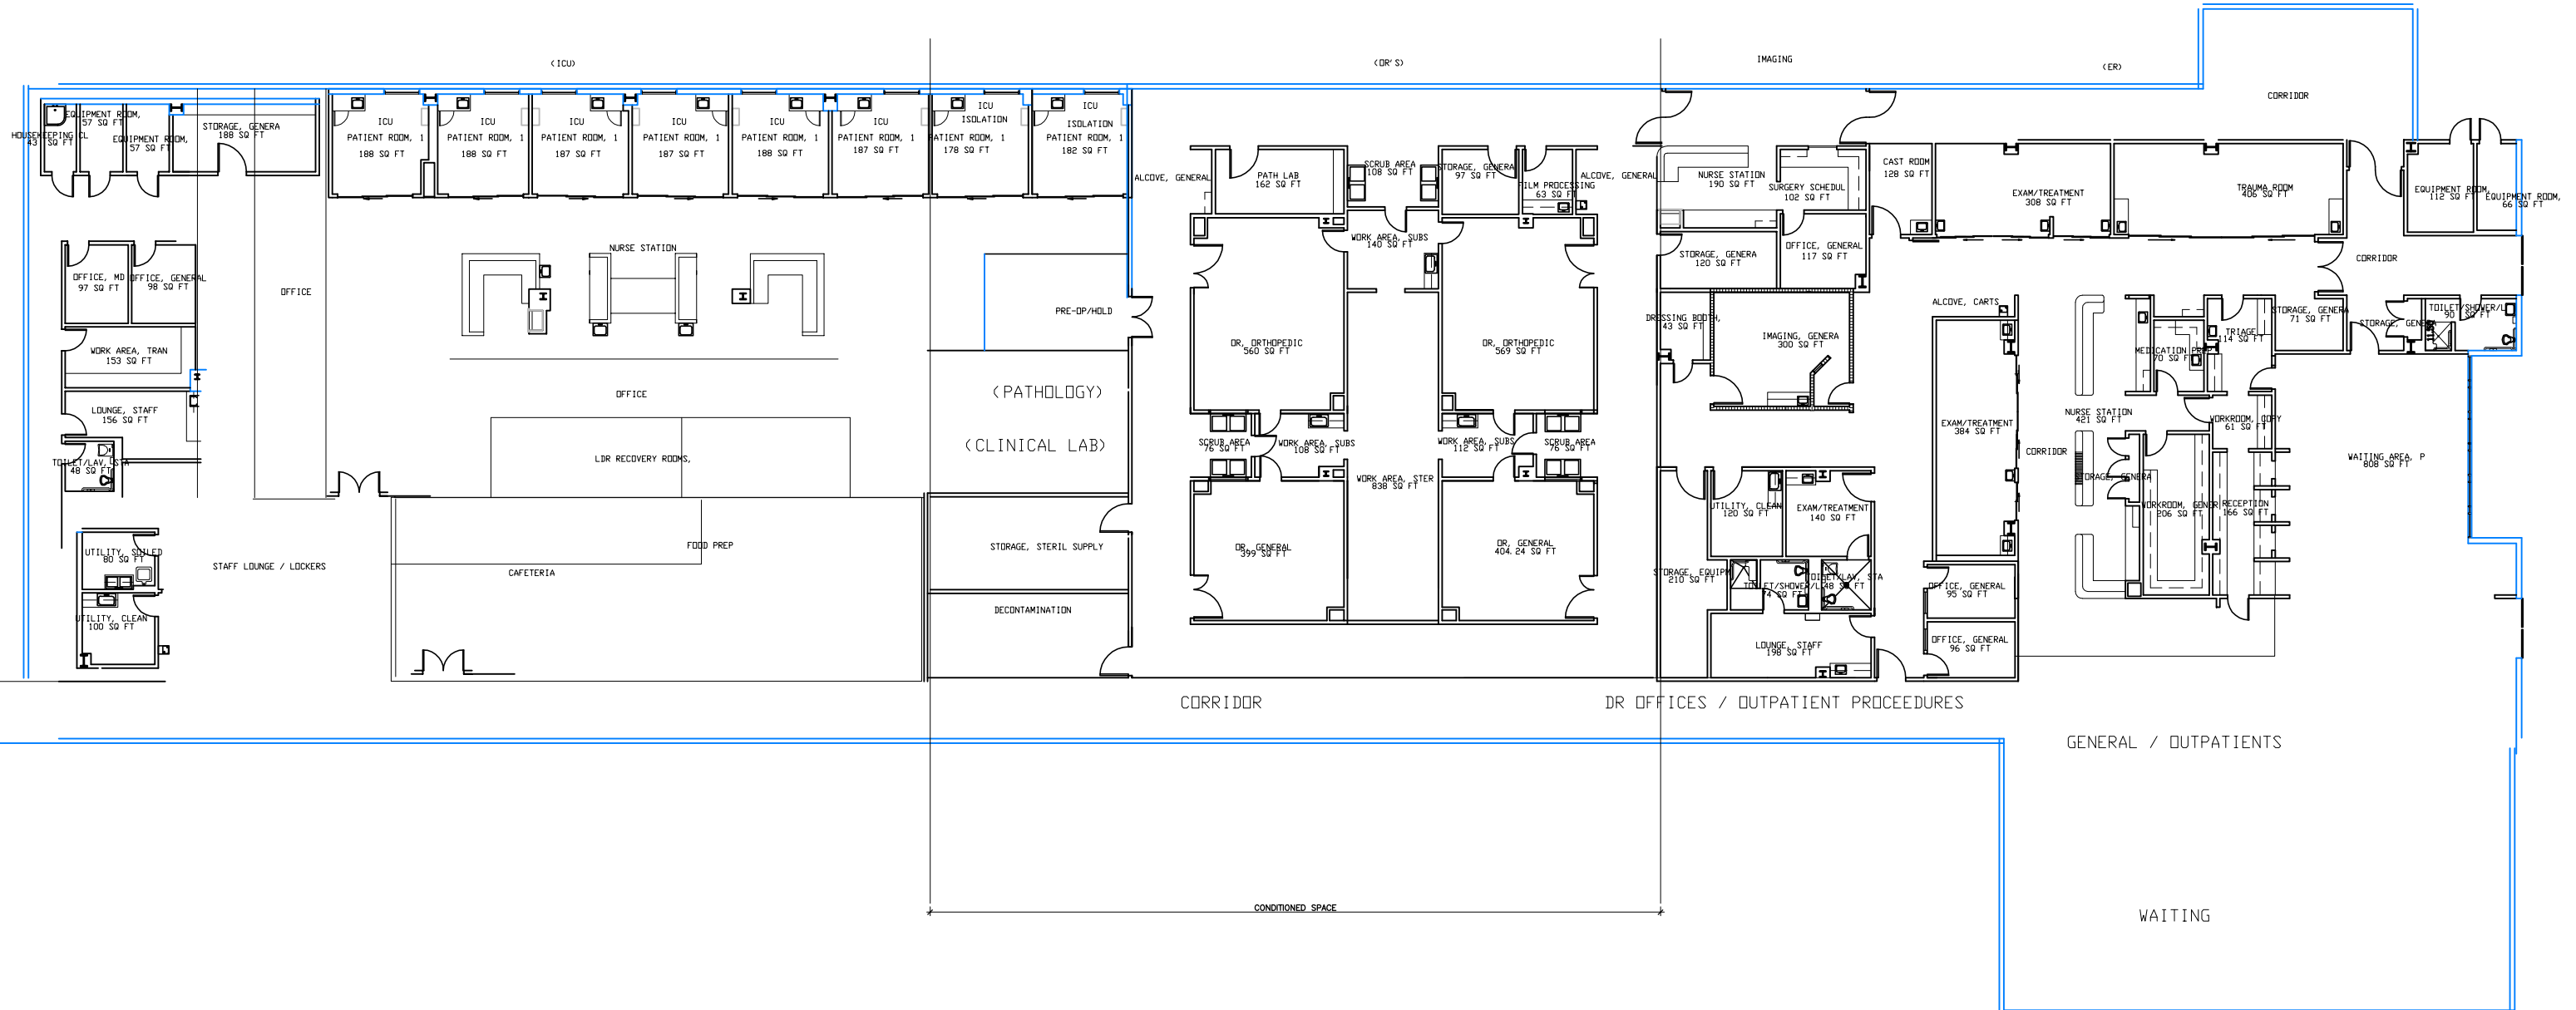 (ICU)
(OR'S)
IMAGING
(ER)
CORRIDOR
HOUSEKEEPING CL
43 SQ FT
EQUIPMENT ROOM,
57 SQ FT
EQUIPMENT ROOM,
57 SQ FT
STORAGE, GENERA
188 SQ FT
ICU
PATIENT ROOM, 1
188 SQ FT
ICU
PATIENT ROOM, 1
188 SQ FT
ICU
PATIENT ROOM, 1
187 SQ FT
ICU
PATIENT ROOM, 1
187 SQ FT
ICU
PATIENT ROOM, 1
188 SQ FT
ICU
PATIENT ROOM, 1
187 SQ FT
ICU
ISOLATION
PATIENT ROOM, 1
178 SQ FT
ICU
ISOLATION
PATIENT ROOM, 1
182 SQ FT
ALCOVE, GENERAL
PATH LAB
162 SQ FT
SCRUB AREA
108 SQ FT
STORAGE, GENERA
97 SQ FT
FILM PROCESSING
63 SQ FT
ALCOVE, GENERAL
NURSE STATION
190 SQ FT
SURGERY SCHEDUL
102 SQ FT
CAST ROOM
128 SQ FT
EXAM/TREATMENT
308 SQ FT
TRAUMA ROOM
406 SQ FT
EQUIPMENT ROOM,
112 SQ FT
EQUIPMENT ROOM,
66 SQ FT
OFFICE, MD
97 SQ FT
OFFICE, GENERAL
98 SQ FT
OFFICE
NURSE STATION
PRE-OP/HOLD
WORK AREA, SUBS
140 SQ FT
STORAGE, GENERA
120 SQ FT
OFFICE, GENERAL
117 SQ FT
CORRIDOR
WORK AREA, TRAN
153 SQ FT
OR, ORTHOPEDIC
560 SQ FT
OR, ORTHOPEDIC
569 SQ FT
DRESSING BOOTH,
43 SQ FT
IMAGING, GENERA
300 SQ FT
ALCOVE, CARTS
MEDICATION PREP
70 SQ FT
TRIAGE
114 SQ FT
STORAGE, GENERA
71 SQ FT
STORAGE, GENERA
TOILET/SHOWER/L
90 SQ FT
LOUNGE, STAFF
156 SQ FT
OFFICE
(PATHOLOGY)
(CLINICAL LAB)
LDR RECOVERY ROOMS,
TOILET/LAV, STA
48 SQ FT
SCRUB AREA
76 SQ FT
WORK AREA, SUBS
108 SQ FT
WORK AREA, SUBS
112 SQ FT
SCRUB AREA
76 SQ FT
WORK AREA, STER
838 SQ FT
EXAM/TREATMENT
384 SQ FT
CORRIDOR
NURSE STATION
421 SQ FT
WORKROOM, COPY
61 SQ FT
WAITING AREA, P
808 SQ FT
STORAGE, GENERA
WORKROOM, GENER
206 SQ FT
RECEPTION
166 SQ FT
UTILITY, SOILED
80 SQ FT
STAFF LOUNGE / LOCKERS
FOOD PREP
CAFETERIA
STORAGE, STERIL SUPPLY
OR, GENERAL
399 SQ FT
OR, GENERAL
404.24 SQ FT
UTILITY, CLEAN
120 SQ FT
EXAM/TREATMENT
140 SQ FT
STORAGE, EQUIPM
210 SQ FT
TOILET/SHOWER/L
74 SQ FT
TOILET/LAV, STA
48 SQ FT
OFFICE, GENERAL
95 SQ FT
UTILITY, CLEAN
100 SQ FT
DECONTAMINATION
LOUNGE, STAFF
198 SQ FT
OFFICE, GENERAL
96 SQ FT
CORRIDOR
DR OFFICES / OUTPATIENT PROCEEDURES
GENERAL / OUTPATIENTS
CONDITIONED SPACE
WAITING